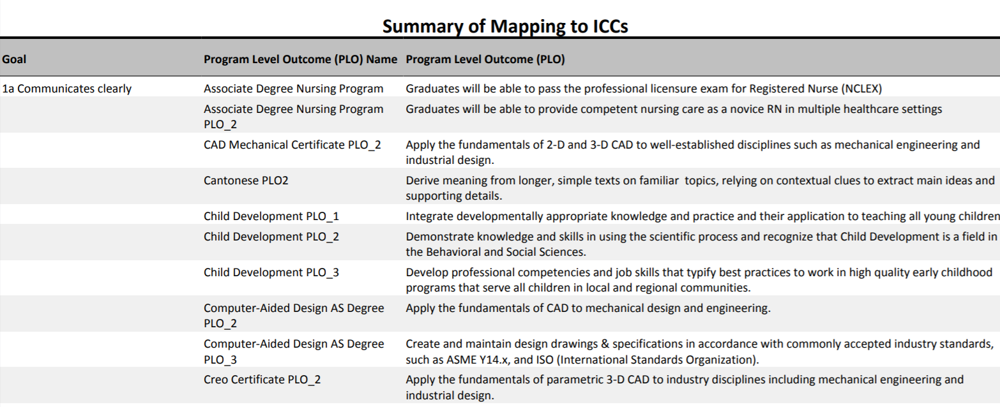 Summary of Mapping to ICCs
Goal Program Level Outcome (PLO) Name Program Level Outcome (PLO)
1a Communicates clearly Associate Degree Nursing Program Graduates will be able to pass the professional licensure exam for Registered Nurse (NCLEX)
Associate Degree Nursing Program Graduates will be able to provide competent nursing care as a novice RN in multiple healthcare settings
PLO_2
CAD Mechanical Certificate PLO_2 Apply the fundamentals of 2-D and 3-D CAD to well-established disciplines such as mechanical engineering and
industrial design.
Cantonese PLO2 Derive meaning from longer, simple texts on familiar  topics, relying on contextual clues to extract main ideas and
supporting details.
Child Development PLO_1 Integrate developmentally appropriate knowledge and practice and their application to teaching all young children
Child Development PLO_2 Demonstrate knowledge and skills in using the scientific process and recognize that Child Development is a field in
the Behavioral and Social Sciences.
Child Development PLO_3 Develop professional competencies and job skills that typify best practices to work in high quality early childhood
programs that serve all children in local and regional communities.
Computer-Aided Design AS Degree Apply the fundamentals of CAD to mechanical design and engineering.
PLO_2
Computer-Aided Design AS Degree Create and maintain design drawings & specifications in accordance with commonly accepted industry standards,
PLO_3 such as ASME Y14.x, and ISO (International Standards Organization).
Creo Certificate PLO_2 Apply the fundamentals of parametric 3-D CAD to industry disciplines including mechanical engineering and
industrial design.